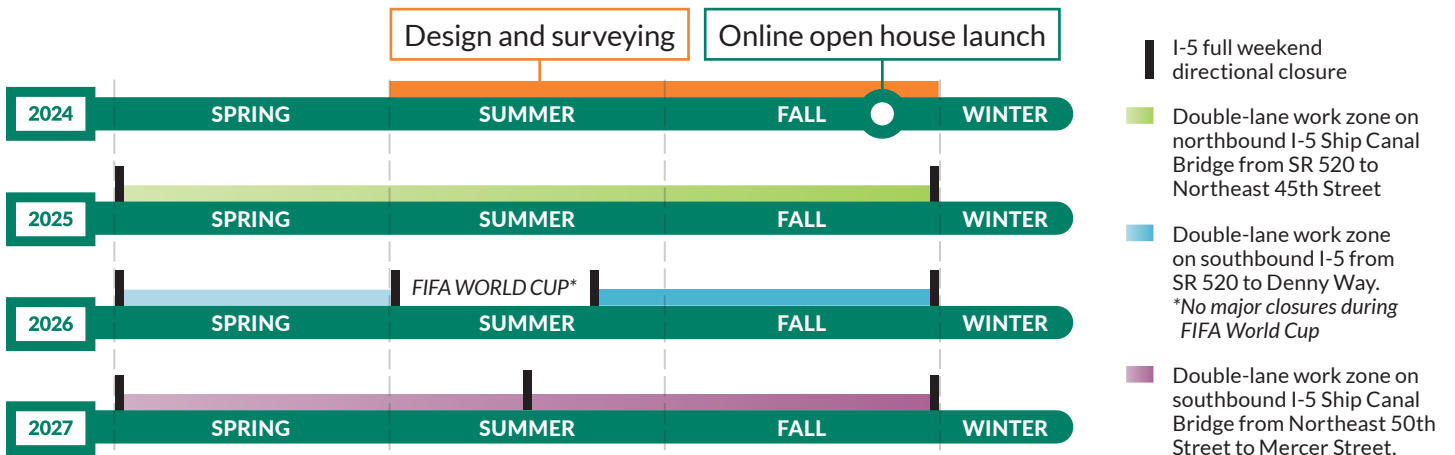 Design and surveying
Online open house launch
2024
SPRING
SUMMER
FALL
WINTER
2025
SPRING
SUMMER
FALL
WINTER
FIFA WORLD CUP*
2026
SPRING
SUMMER
FALL
WINTER
2027
SPRING
SUMMER
FALL
WINTER
I-5 full weekend
directional closure
Double-lane work zone on
northbound I-5 Ship Canal
Bridge from SR 520 to
Northeast 45th Street
Double-lane work zone
on southbound I-5 from
SR 520 to Denny Way.
*No major closures during
FIFA World Cup
Double-lane work zone on
southbound I-5 Ship Canal
Bridge from Northeast 50th
Street to Mercer Street.